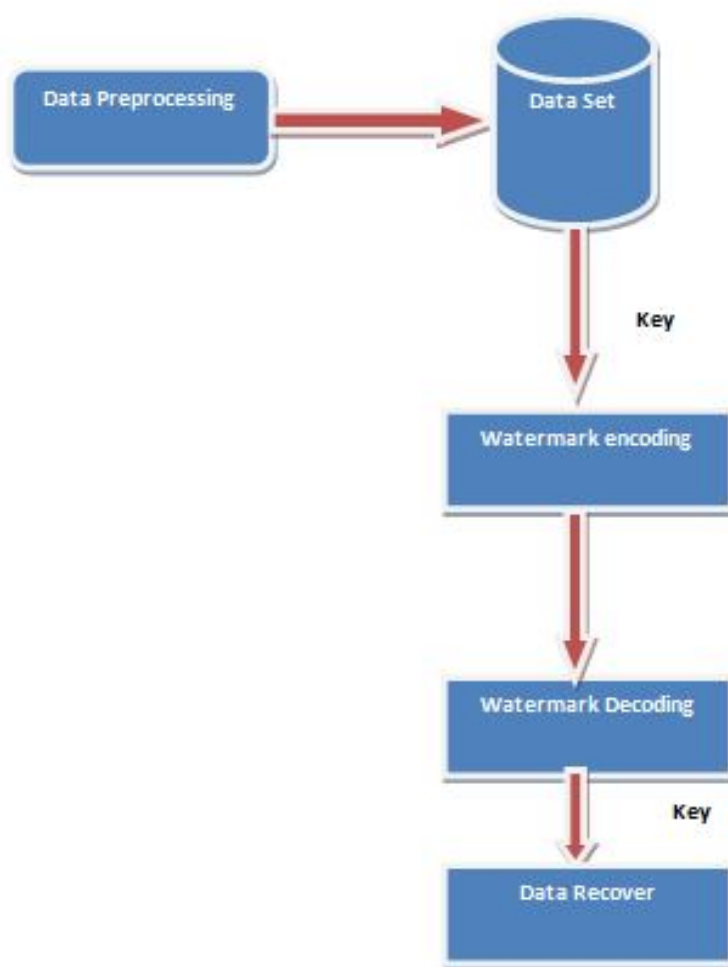 Data Preprocessing
Data Set
Key
Watermark encoding
Watermark Decoding
Key
Data Recover